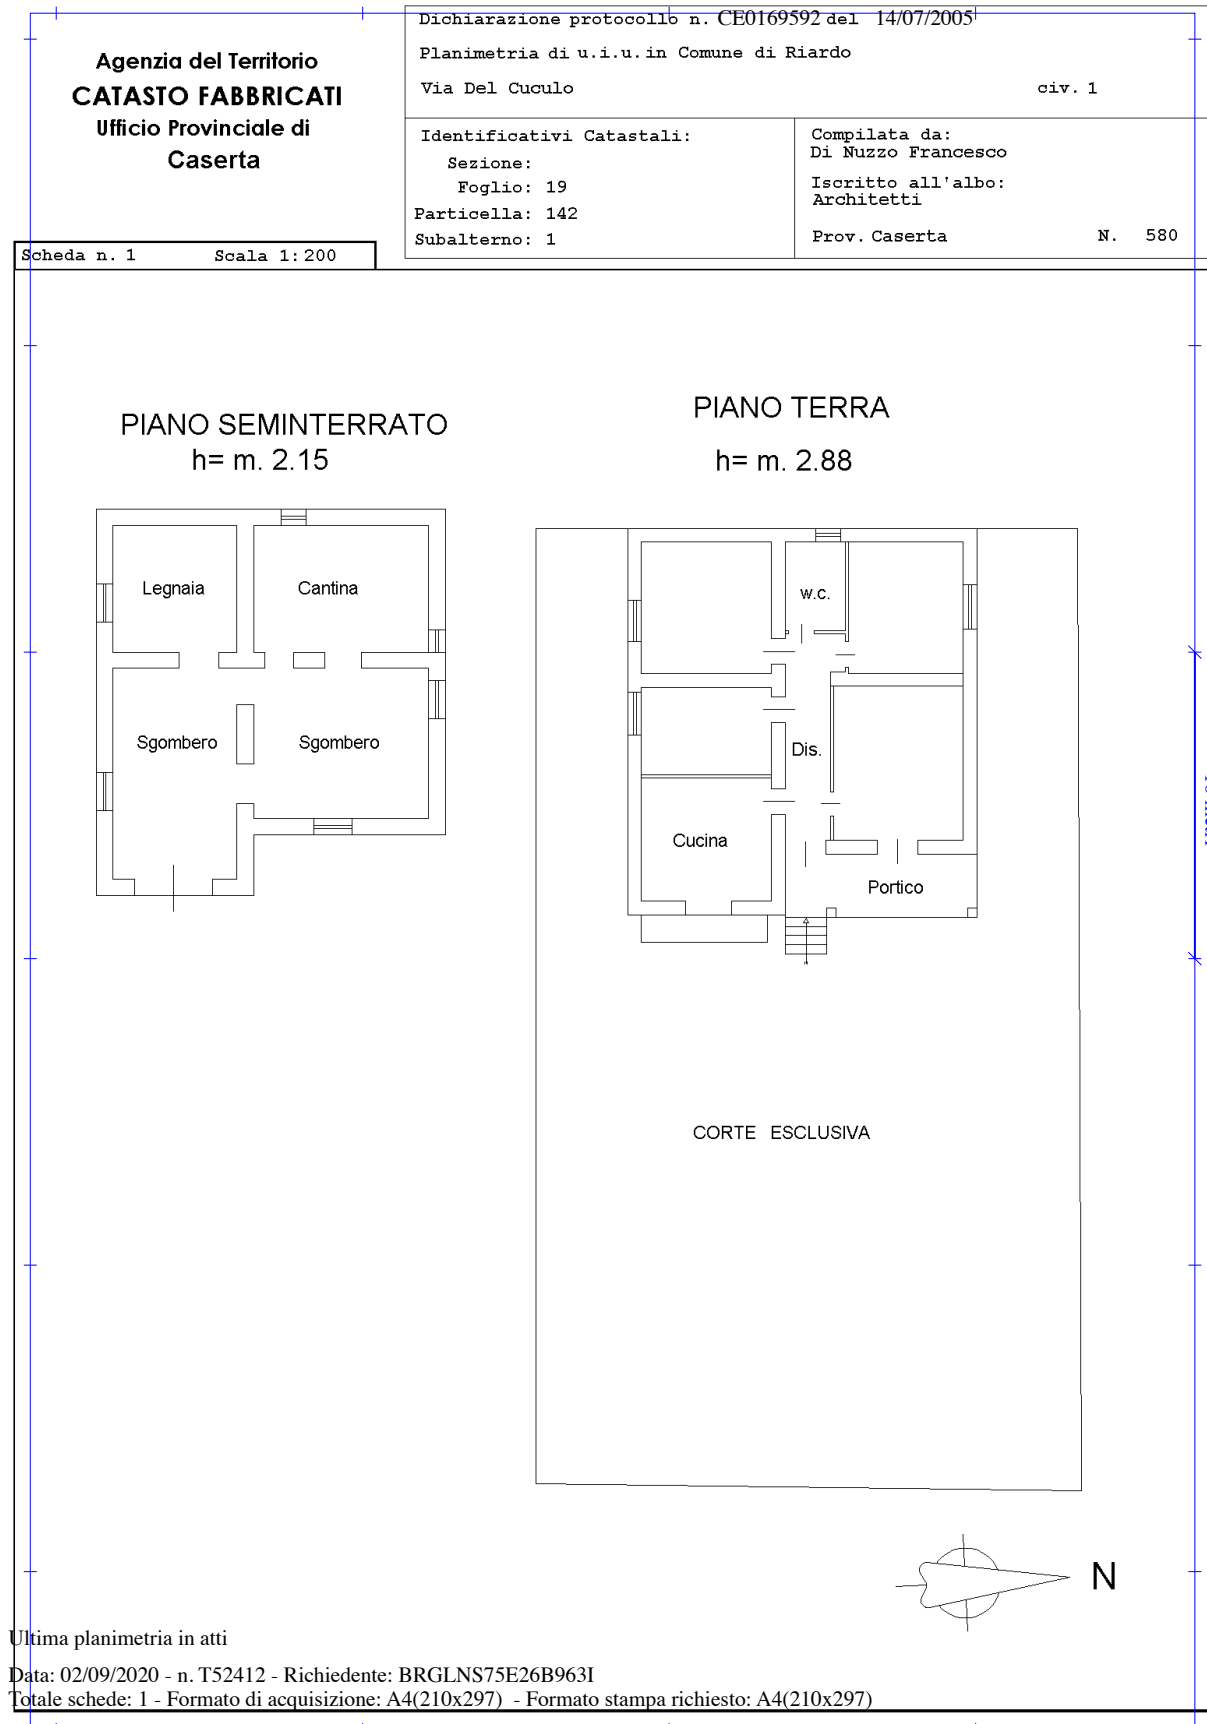 Agenzia del Territorio
CATASTO FABBRICATI
Ufficio Provinciale di
Caserta
Dichiarazione protocollo n. CE0169592 del 14/07/2005
Planimetria di u.i.u. in Comune di Riardo
Via Del Cuculo civ. 1
Identificativi Catastali:
Sezione:
Foglio: 19
Particella: 142
Subalterno: 1
Compilata da:
Di Nuzzo Francesco
Iscritto all'albo:
Architetti
Prov. Caserta N. 580
Scheda n. 1 Scala 1:200
PIANO SEMINTERRATO
h= m. 2.15
PIANO TERRA
h= m. 2.88
Legnaia
Cantina
Sgombero
Sgombero
w.c.
Dis.
Cucina
Portico
CORTE ESCLUSIVA
N
Ultima planimetria in atti
Data: 02/09/2020 - n. T52412 - Richiedente: BRGLNS75E26B963I
Totale schede: 1 - Formato di acquisizione: A4(210x297) - Formato stampa richiesto: A4(210x297)